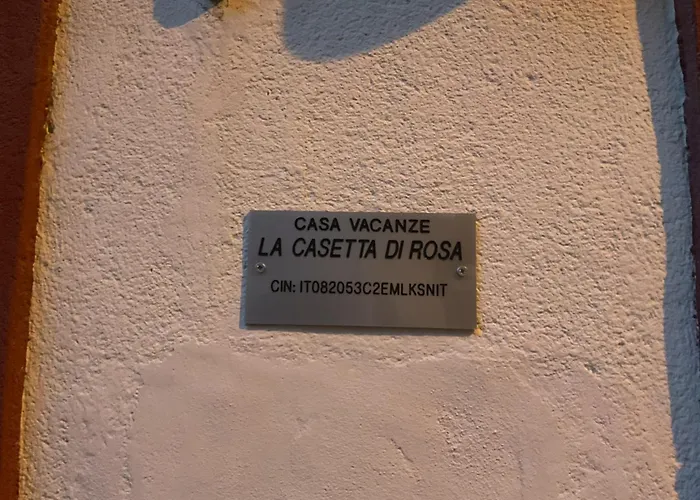 CASA VACANZE
LA CASETTA DI ROSA
CIN: IT082053C2EMLKSNIT